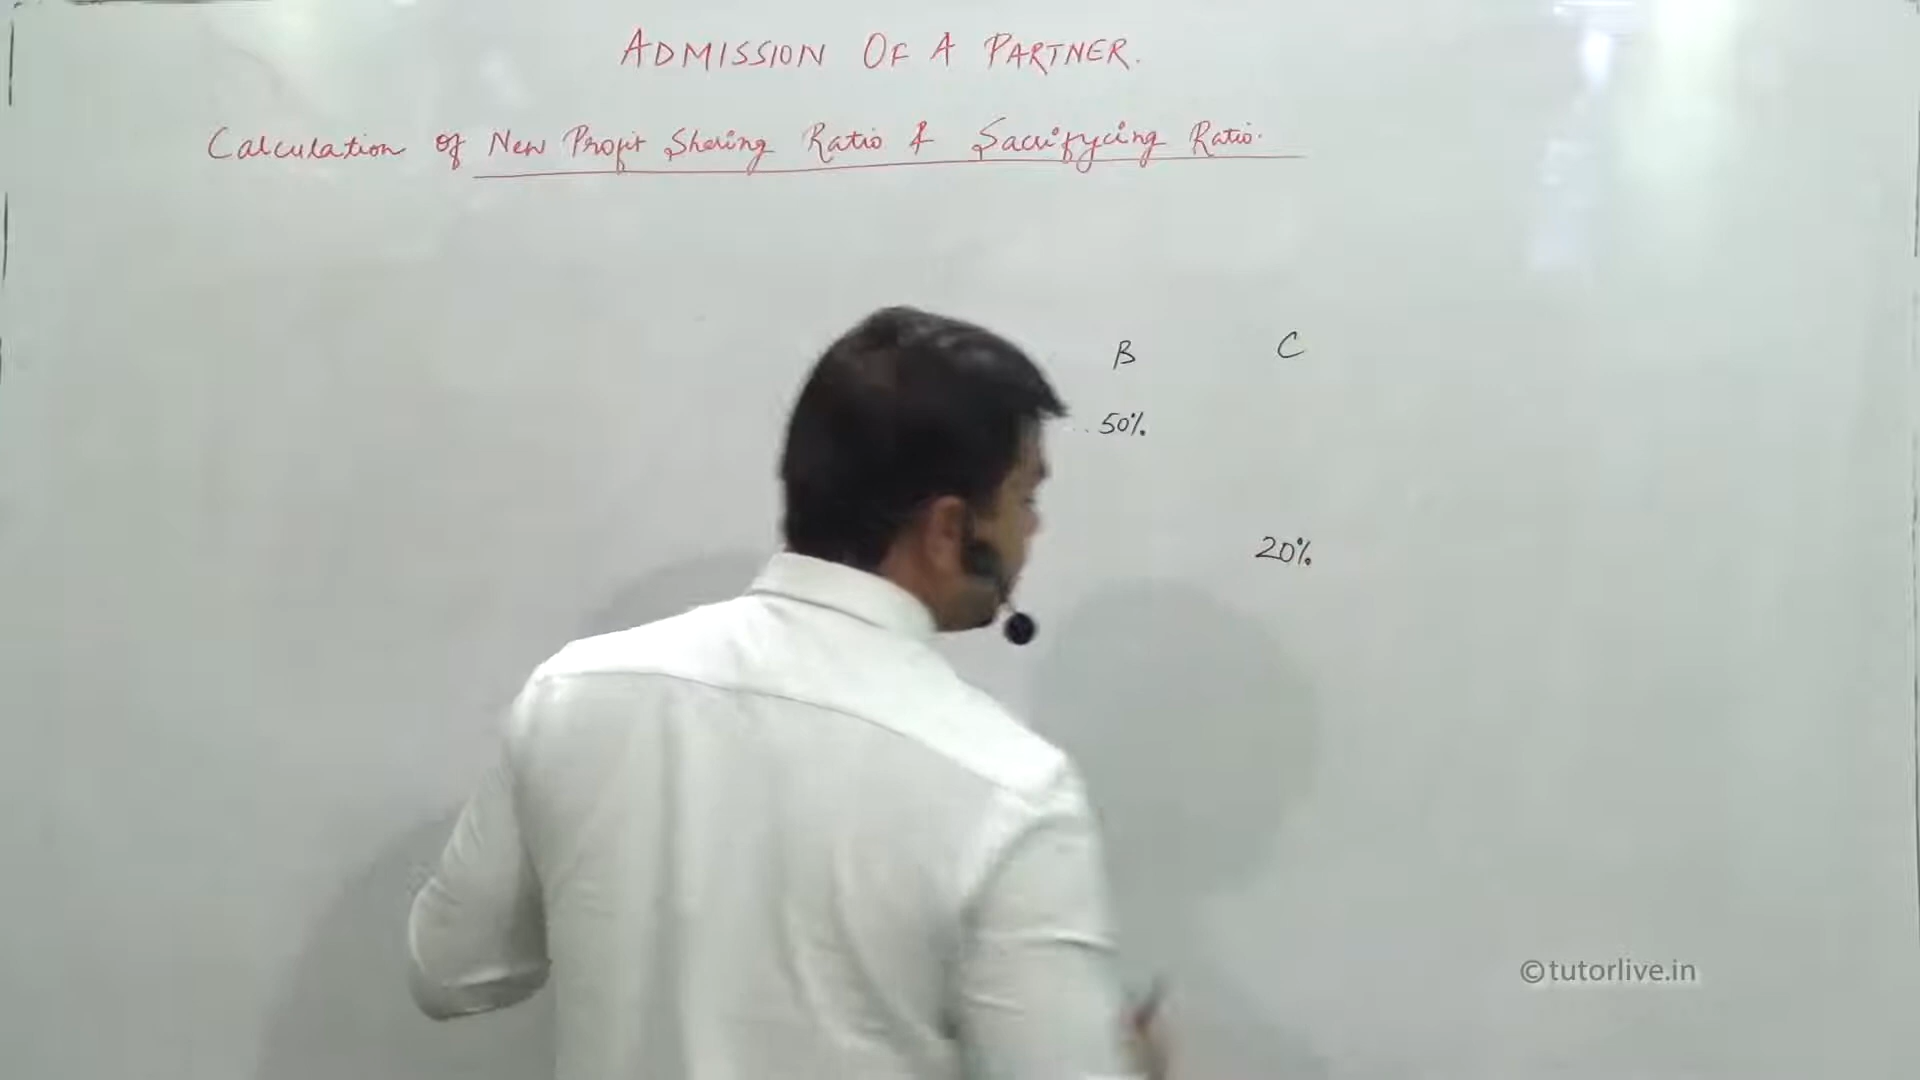 ADMISSION OF A PARTNER.
Calculation of New Profit Sharing Ratio & Sacrifycing Ratio.
B C
50%
20%
©tutorlive.in